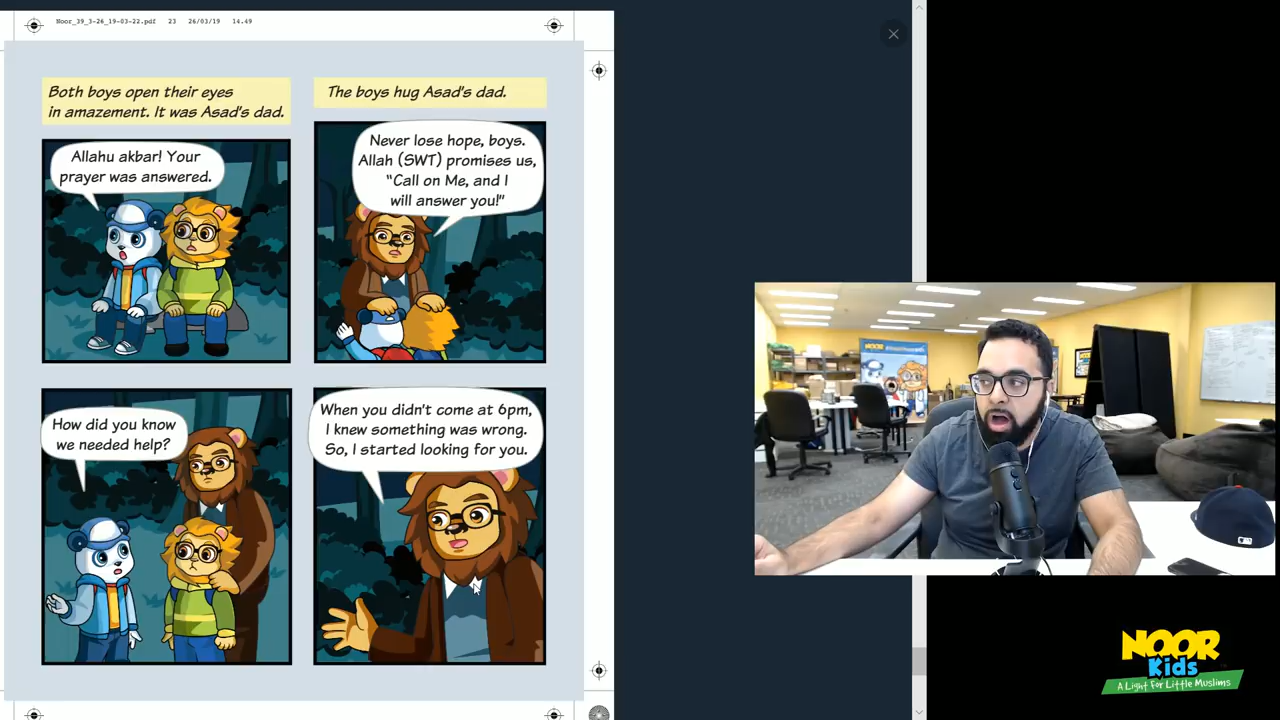 Noor_39_3-26_19-03-22.pdf 23 26/03/19 14.49
Both boys open their eyes
in amazement. It was Asad's dad.
Allahu akbar! Your
prayer was answered.
The boys hug Asad's dad.
Never lose hope, boys.
Allah (SWT) promises us,
"Call on Me, and I
will answer you!"
How did you know
we needed help?
When you didn't come at 6pm,
I knew something was wrong.
So, I started looking for you.
NOOR
NOOR
Kids
A Light For Little Muslims